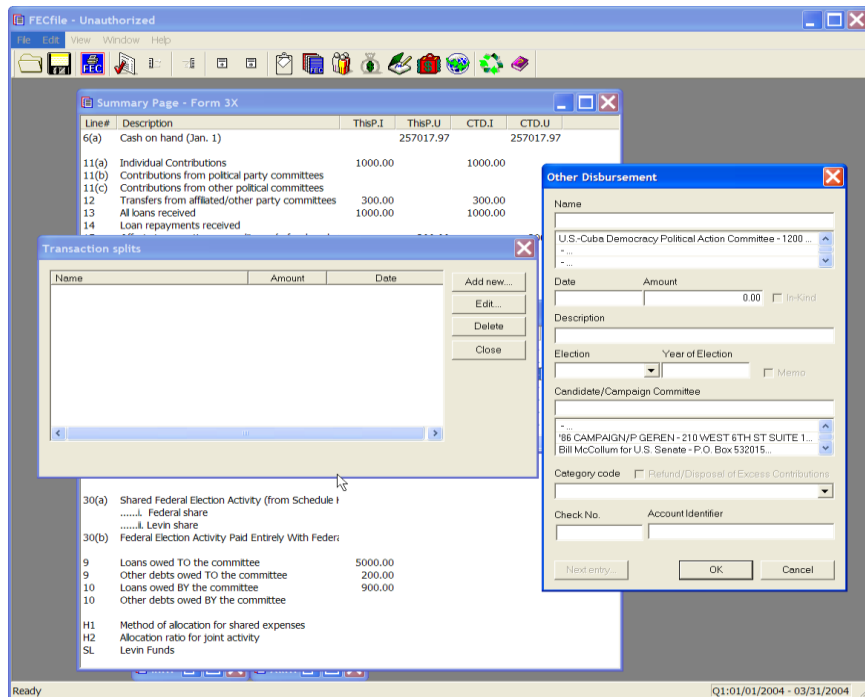 FECfile - Unauthorized
File Edit View Window Help
FEC
Summary Page - Form 3X
Line# Description ThisP.I ThisP.U CTD.I CTD.U
6(a) Cash on hand (Jan. 1) 257017.97 257017.97
11(a) Individual Contributions 1000.00 1000.00
11(b) Contributions from political party committees
11(c) Contributions from other political committees
12 Transfers from affiliated/other party committees 300.00 300.00
13 All loans received 1000.00 1000.00
14 Loan repayments received
Transaction splits
Name Amount Date
Add new....
Edit...
Delete
Close
30(a) Shared Federal Election Activity (from Schedule
......i. Federal share
......ii. Levin share
30(b) Federal Election Activity Paid Entirely With
9 Loans owed TO the committee 5000.00
9 Other debts owed TO the committee 200.00
10 Loans owed BY the committee 900.00
10 Other debts owed BY the committee
H1 Method of allocation for shared expenses
H2 Allocation ratio for joint activity
SL Levin Funds
Other Disbursement
Name
U.S.-Cuba Democracy Political Action Committee - 1200 ...
- ...
- ...
Date Amount
0.00 In-Kind
Description
Election Year of Election
Memo
Candidate/Campaign Committee
- ...
'86 CAMPAIGN/P GEREN - 210 WEST 6TH ST SUITE 1...
Bill McCollum for U.S. Senate - P.O. Box 532015...
Category code Refund/Disposal of Excess Contributions
Check No. Account Identifier
Next entry... OK Cancel
Ready Q1:01/01/2004 - 03/31/2004